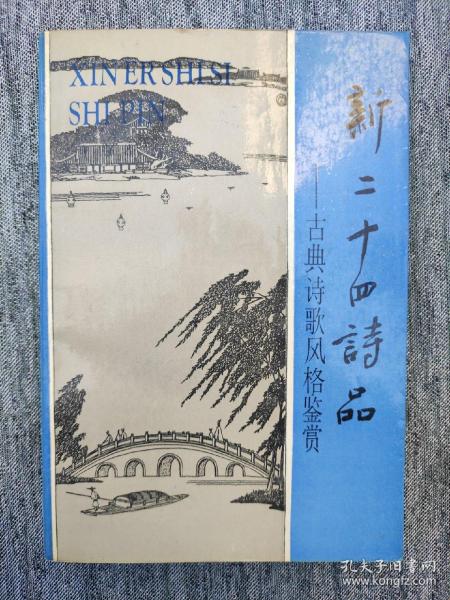 XIN ER SHI SI
SHI PIN
新二十四詩品
——古典诗歌风格鉴赏
孔夫子旧书网
www.kongfz.com